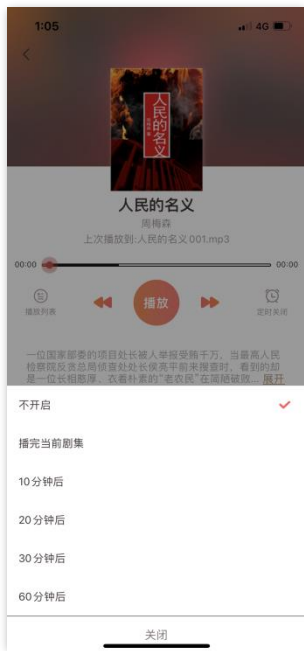 1:05
4G
人民的名义
人民的名义
周梅森
上次播放到:人民的名义 001.mp3
00:00
00:00
播放
播放列表
定时关闭
一位国家部委的项目处长被人举报受贿千万，当最高人民
检察院反贪总局侦查处处长侯亮平前来搜查时，看到的却
是一位长相憨厚、衣着朴素的“老农民”在简陋破败... 展开
不开启
播完当前剧集
10分钟后
20分钟后
30分钟后
60分钟后
关闭